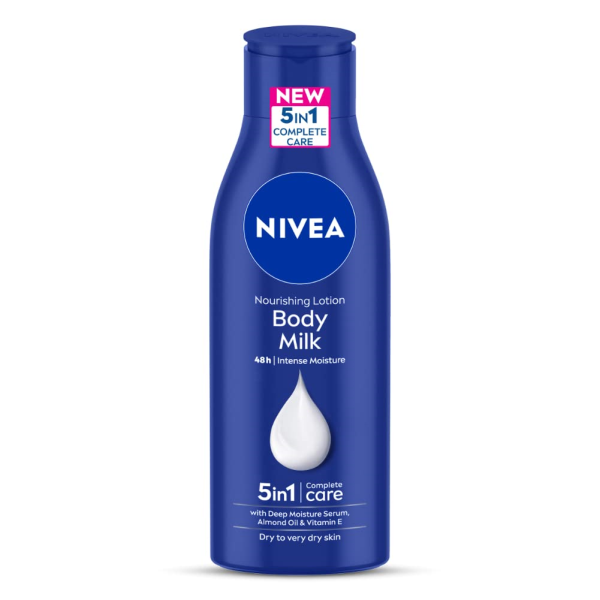 NEW
5IN1
COMPLETE
CARE
NIVEA
Nourishing Lotion
Body
Milk
48h | Intense Moisture
5in1 | Complete
care
with Deep Moisture Serum,
Almond Oil & Vitamin E
Dry to very dry skin